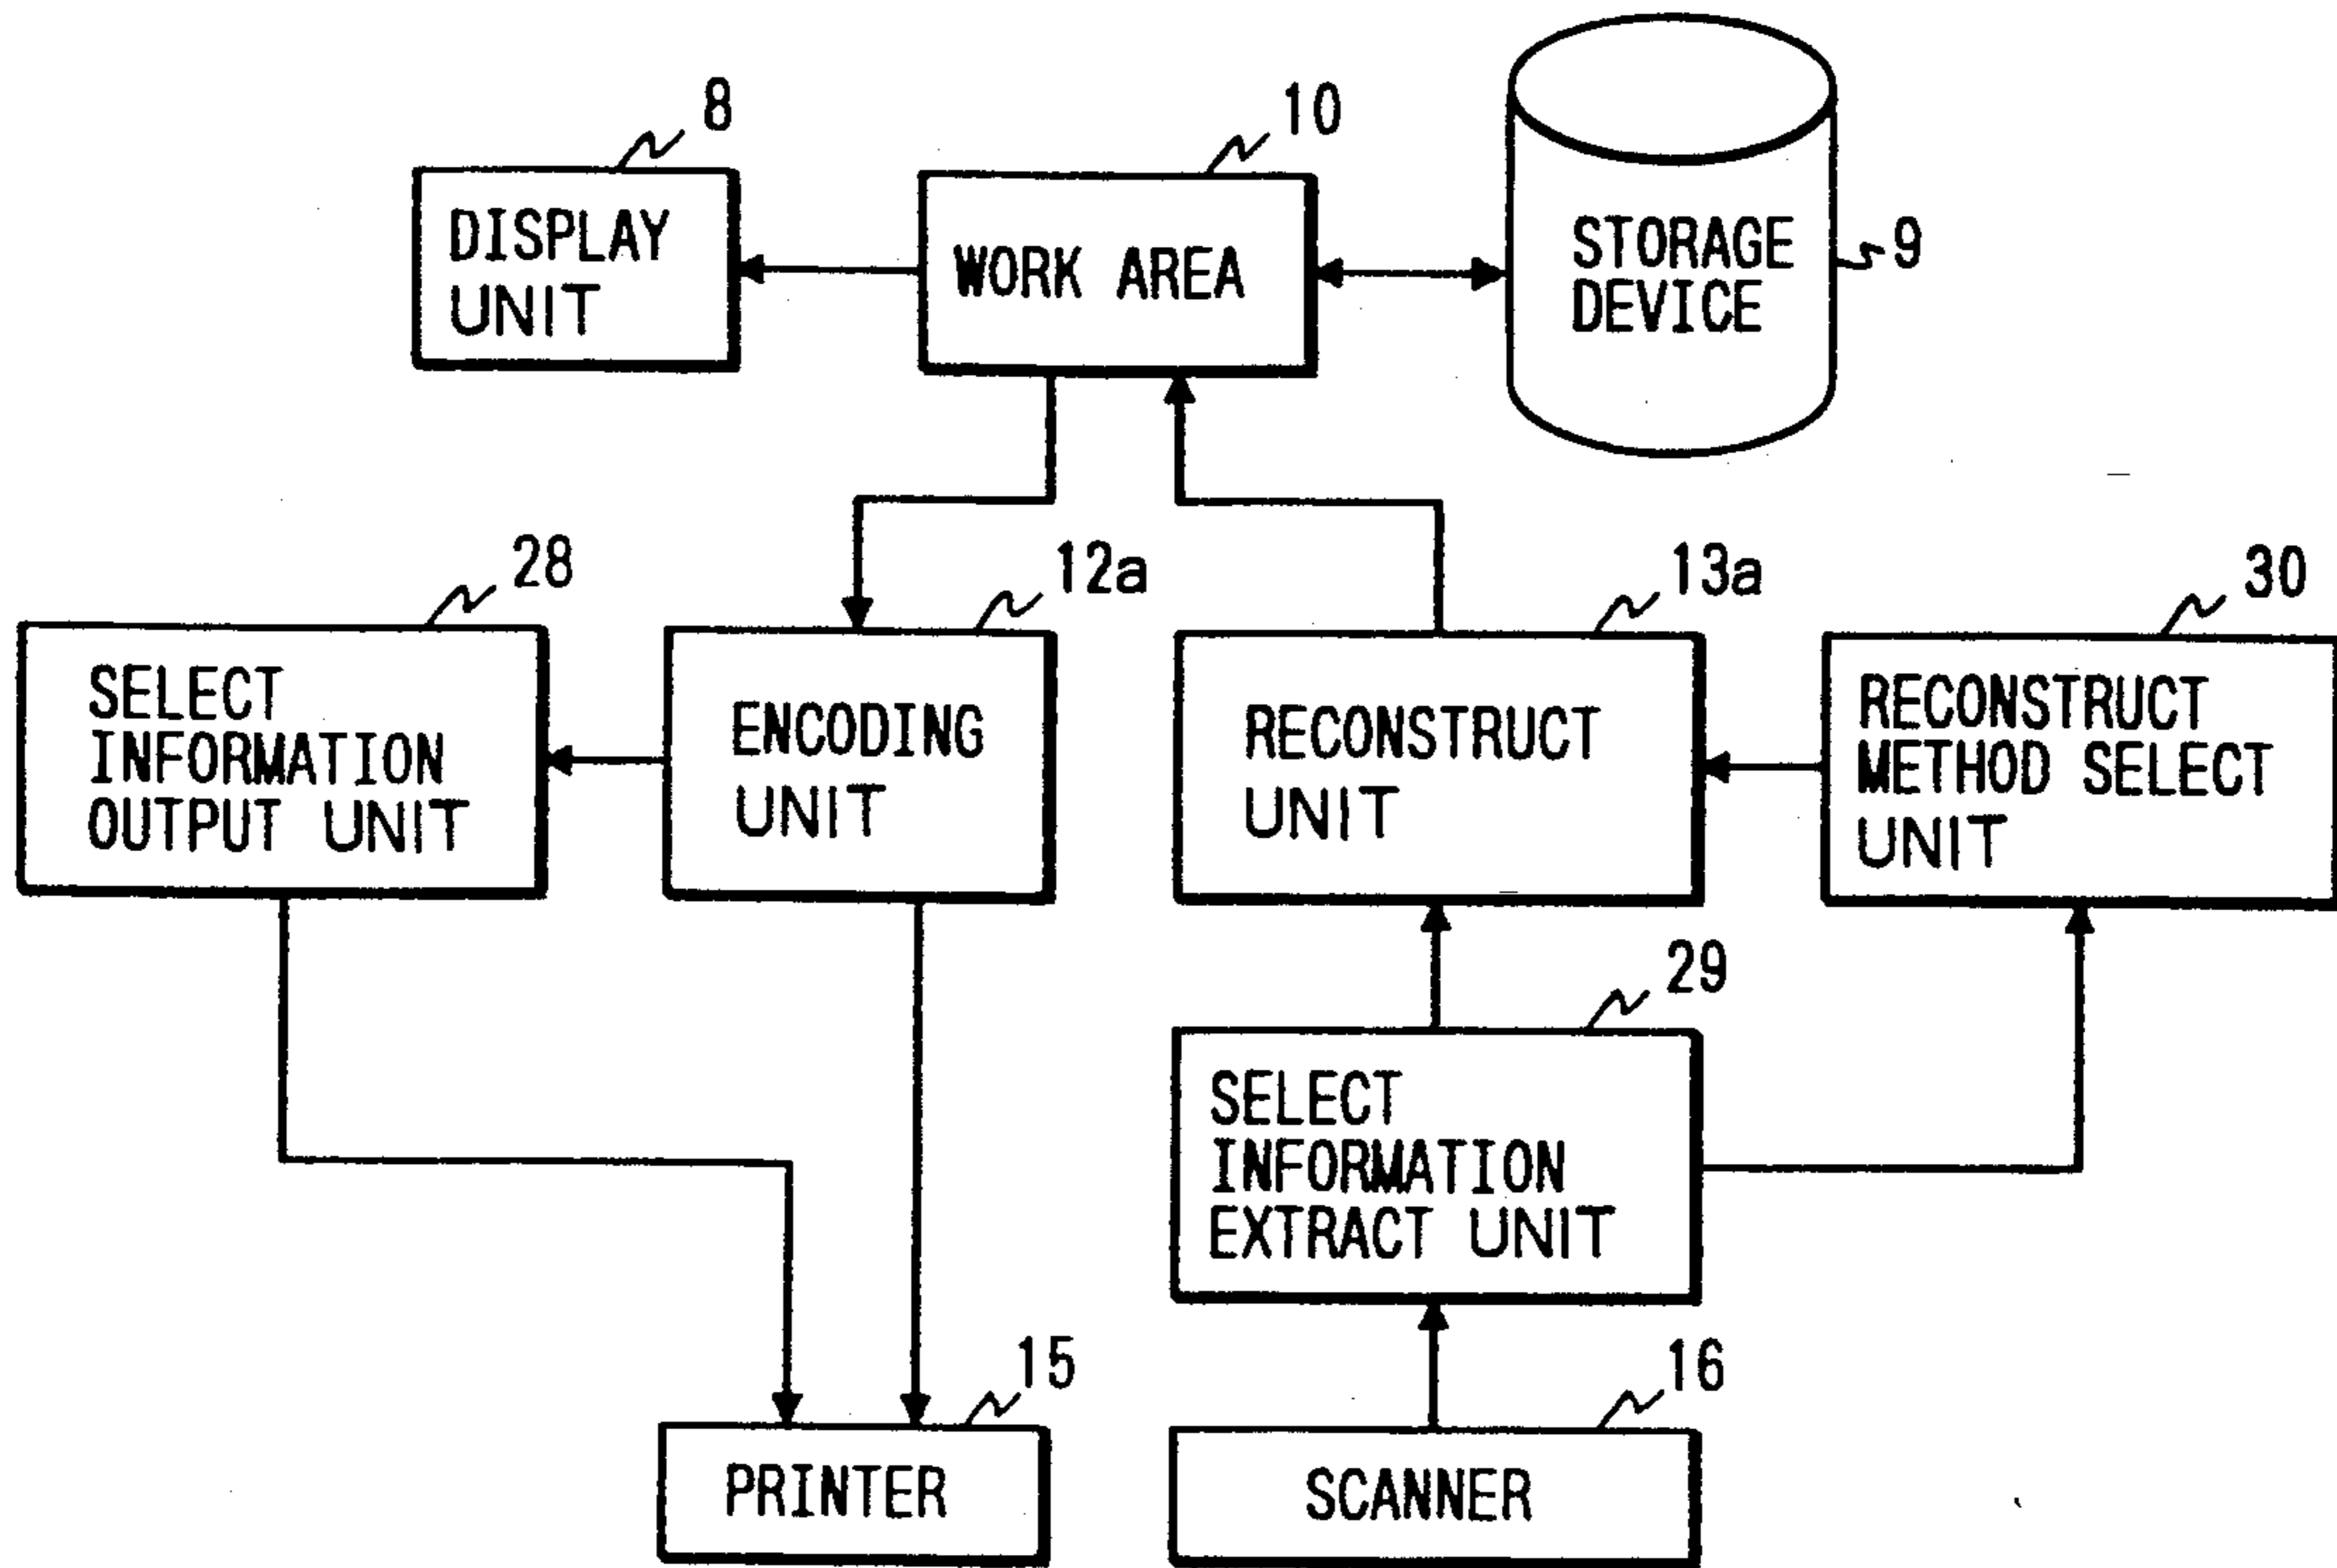 8
10
DISPLAY
UNIT
WORK AREA
STORAGE
DEVICE
9
28
12a
13a
30
SELECT
INFORMATION
OUTPUT UNIT
ENCODING
UNIT
RECONSTRUCT
UNIT
RECONSTRUCT
METHOD SELECT
UNIT
29
SELECT
INFORMATION
EXTRACT UNIT
15
16
PRINTER
SCANNER